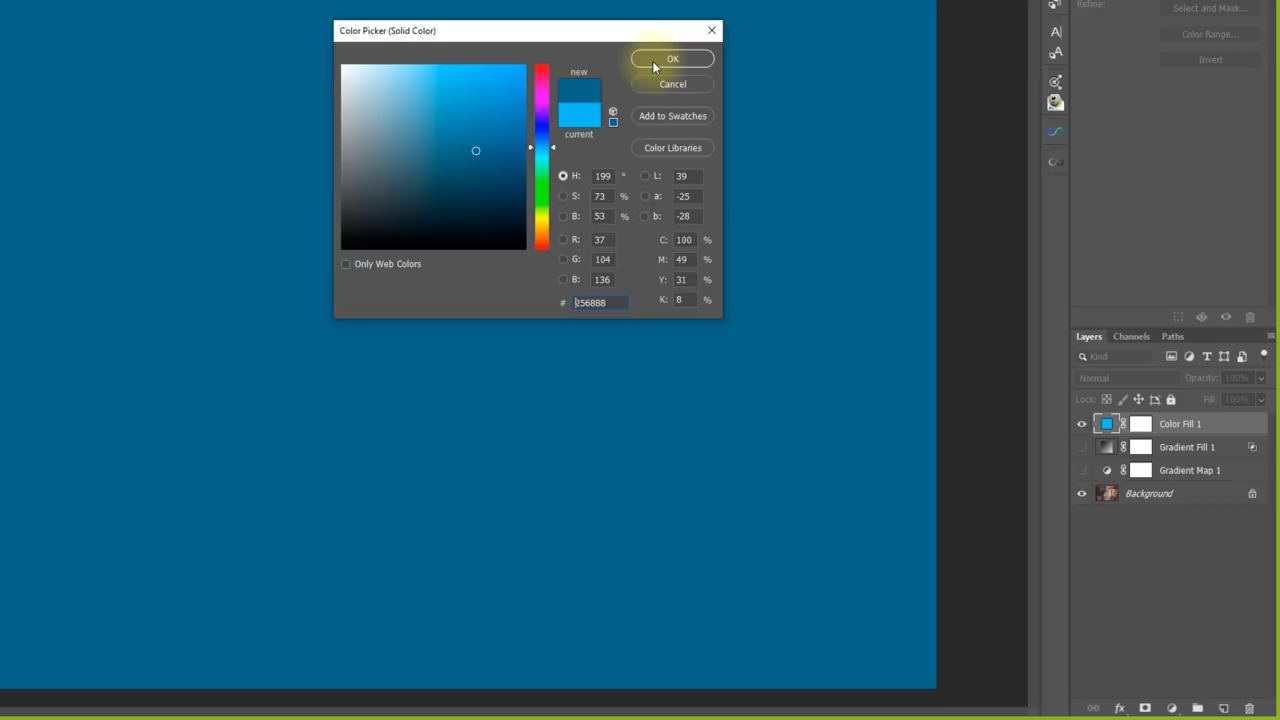 Refine:
Select and Mask...
Color Range...
Invert
Color Picker (Solid Color)
new
current
OK
Cancel
Add to Swatches
Color Libraries
H: 199 °
S: 73 %
B: 53 %
R: 37
G: 104
B: 136
# 256888
L: 39
a: -25
b: -28
C: 100 %
M: 49 %
Y: 31 %
K: 8 %
Only Web Colors
Layers Channels Paths
Kind
Normal Opacity: 100%
Lock: Fill: 100%
Color Fill 1
Gradient Fill 1
Gradient Map 1
Background
fx